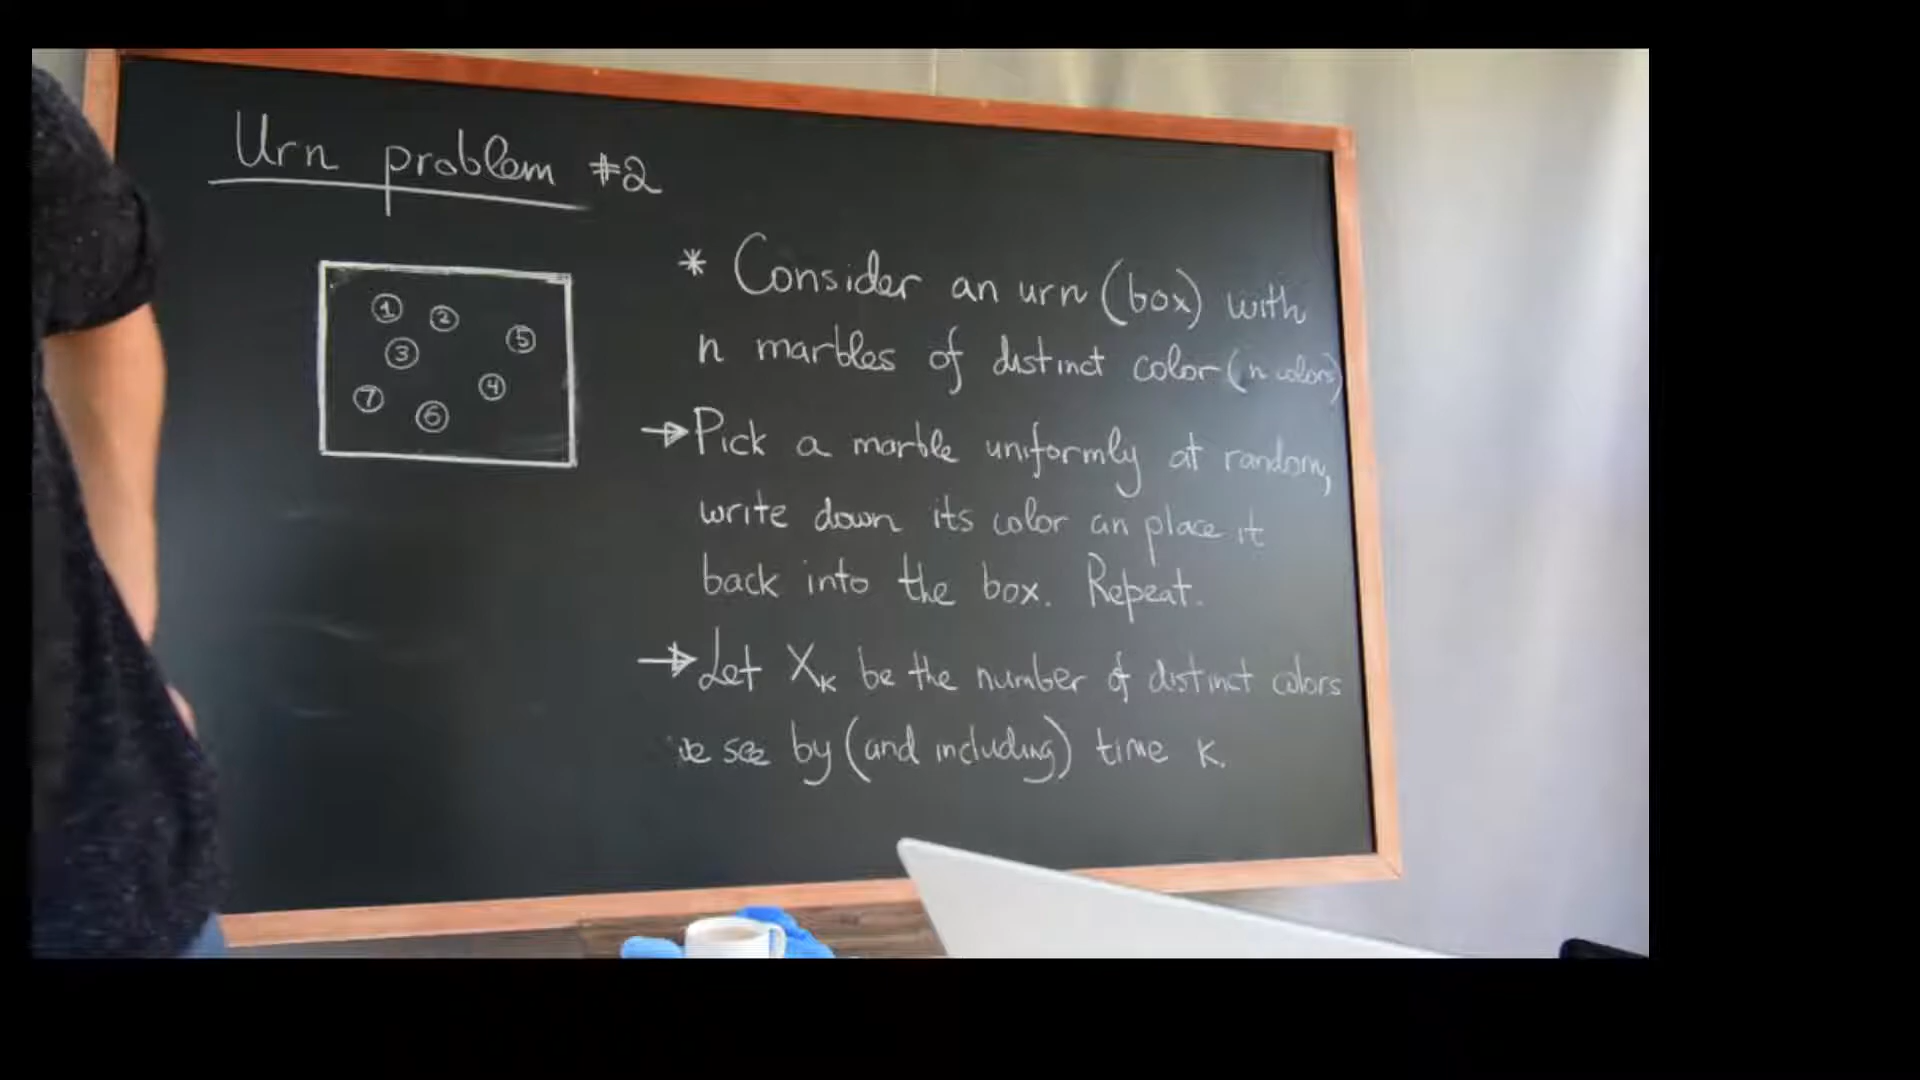 Urn problem #2
1 2
5
3
4
7
6
* Consider an urn (box) with
n marbles of distinct color (n colors)
→ Pick a marble uniformly at random,
write down its color an place it
back into the box. Repeat.
→ Let Xₖ be the number of distinct colors
we see by (and including) time k.